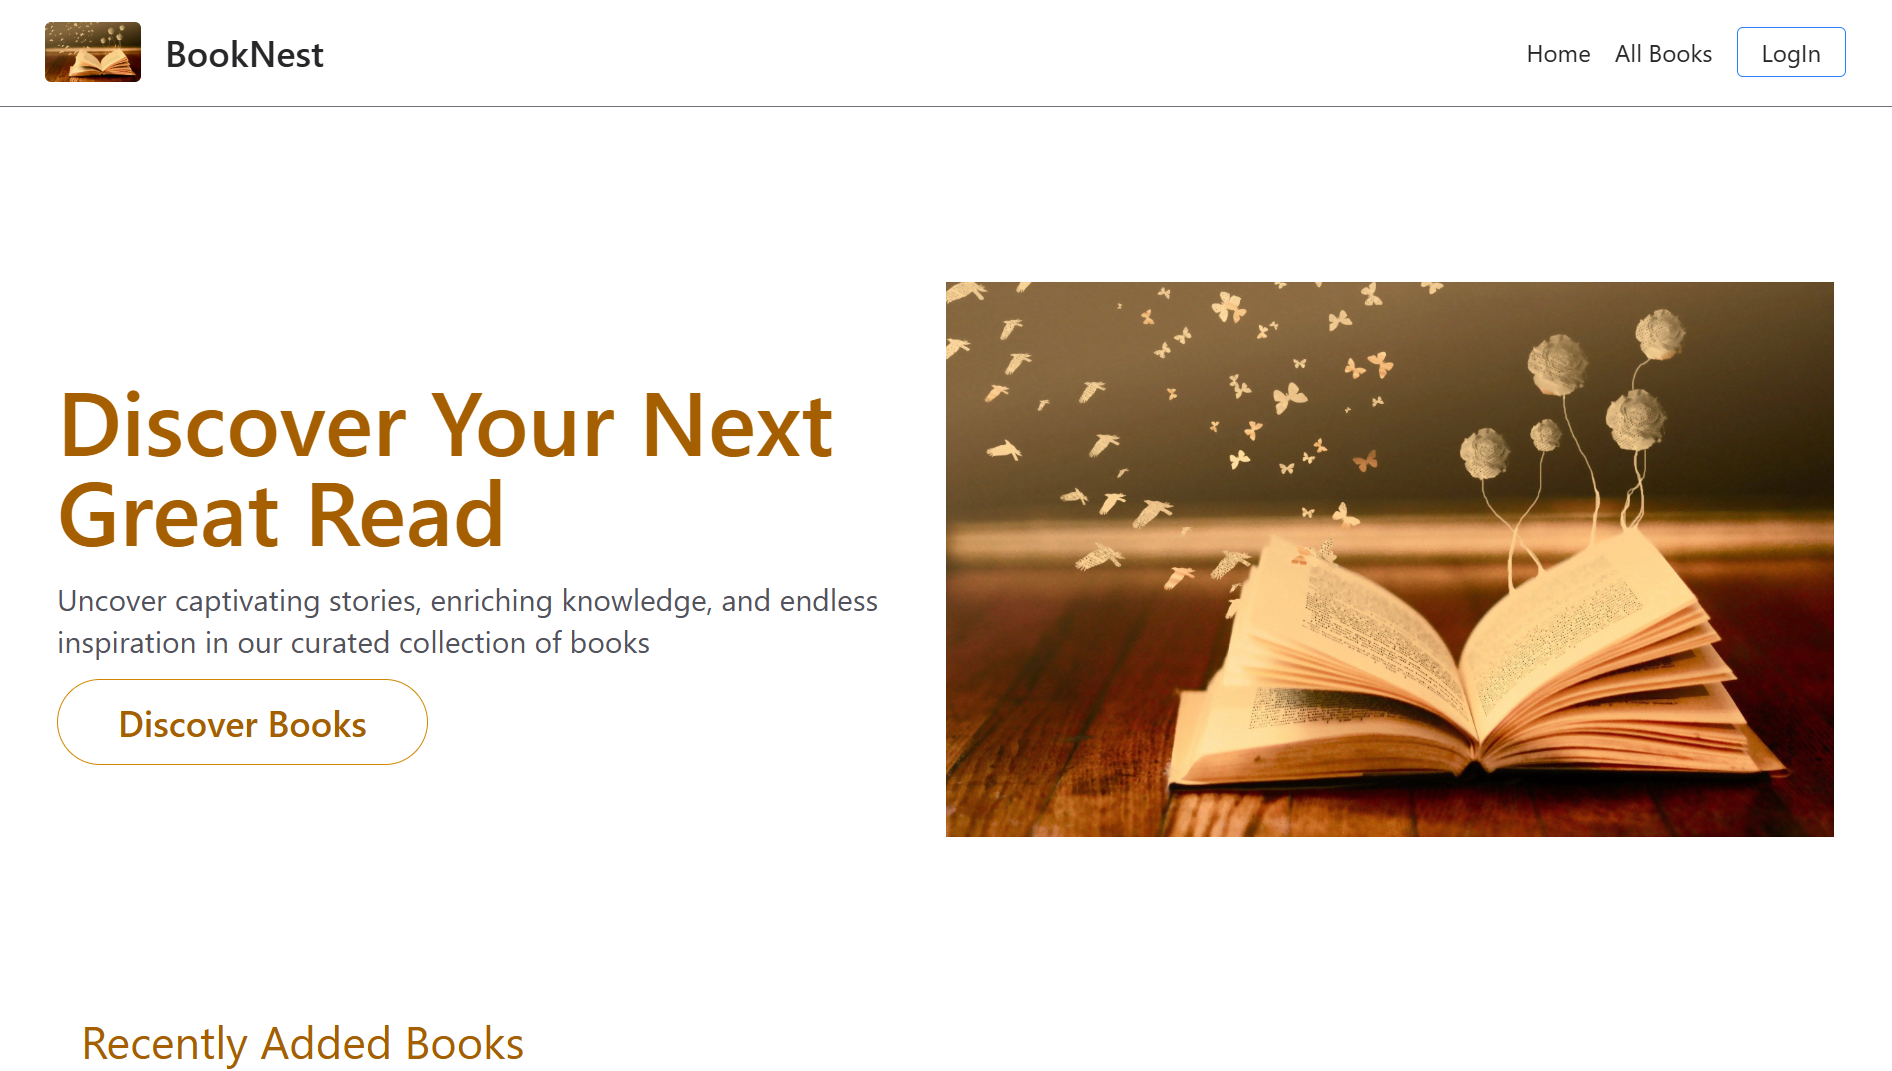 BookNest
Home
All Books
LogIn
Discover Your Next
Great Read
Uncover captivating stories, enriching knowledge, and endless
inspiration in our curated collection of books
Discover Books
Recently Added Books